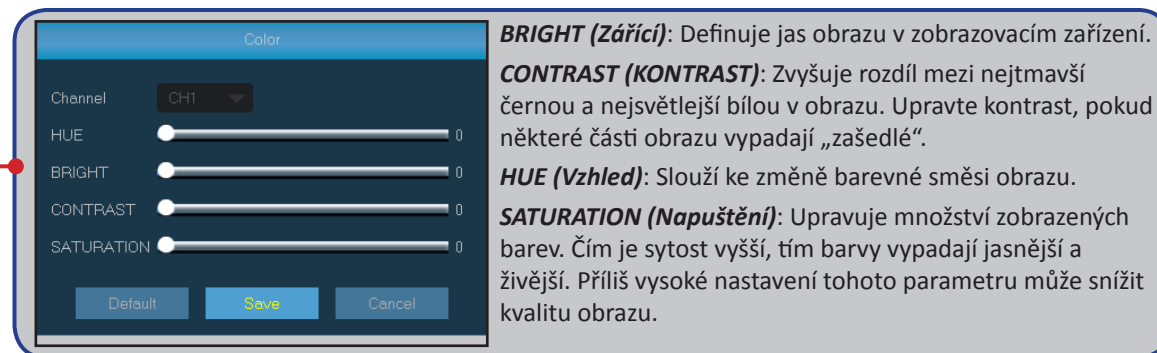 Color
Channel CH1
HUE 0
BRIGHT 0
CONTRAST 0
SATURATION 0
Default Save Cancel
BRIGHT (Zářící): Definuje jas obrazu v zobrazovacím zařízení.
CONTRAST (KONTRAST): Zvyšuje rozdíl mezi nejtmavší
černou a nejsvětlejší bílou v obrazu. Upravte kontrast, pokud
některé části obrazu vypadají „zašedlé“.
HUE (Vzhled): Slouží ke změně barevné směsi obrazu.
SATURATION (Napuštění): Upravuje množství zobrazených
barev. Čím je sytost vyšší, tím barvy vypadají jasnější a
živější. Příliš vysoké nastavení tohoto parametru může snížit
kvalitu obrazu.